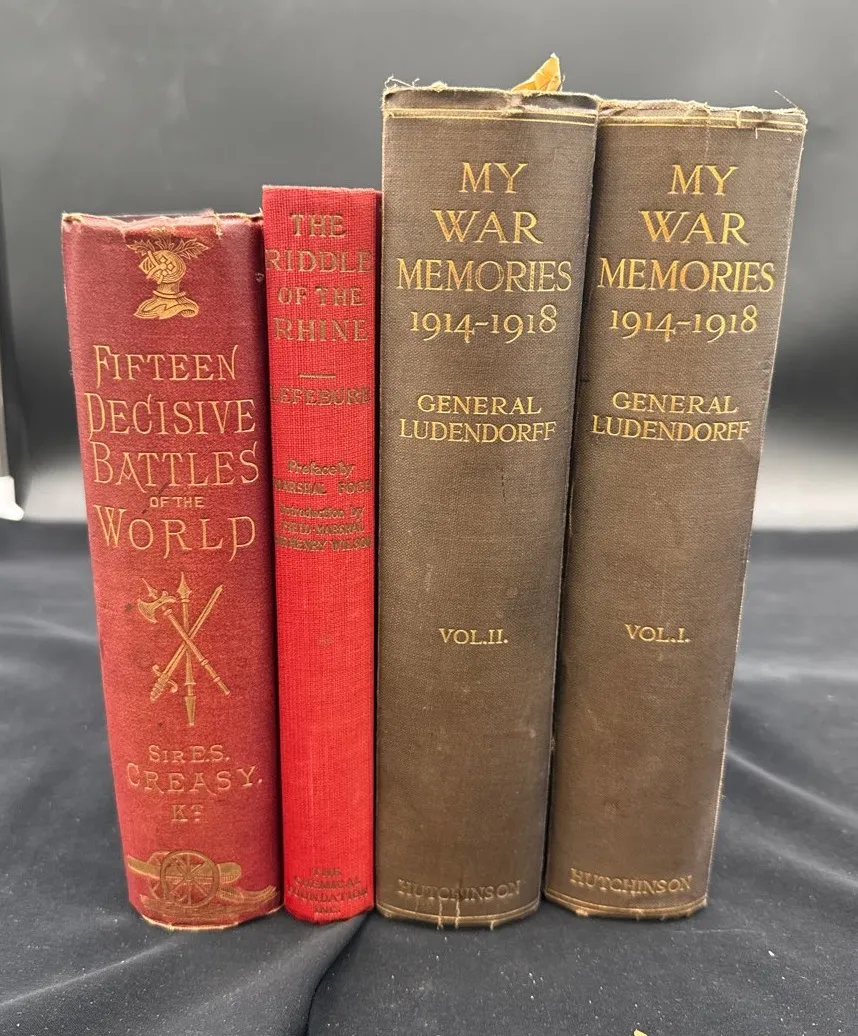 FIFTEEN
DECISIVE
BATTLES
OF THE
WORLD
SIR E.S.
CREASY.
KT
THE
RIDDLE
OF THE
RHINE
LEFEBURE
Preface by
MARSHAL FOCH
Introduction by
FIELD-MARSHAL
SIR HENRY WILSON
THE
CHEMICAL
FOUNDATION
INC.
MY
WAR
MEMORIES
1914-1918
GENERAL
LUDENDORFF
VOL.II.
HUTCHINSON
MY
WAR
MEMORIES
1914-1918
GENERAL
LUDENDORFF
VOL.I.
HUTCHINSON